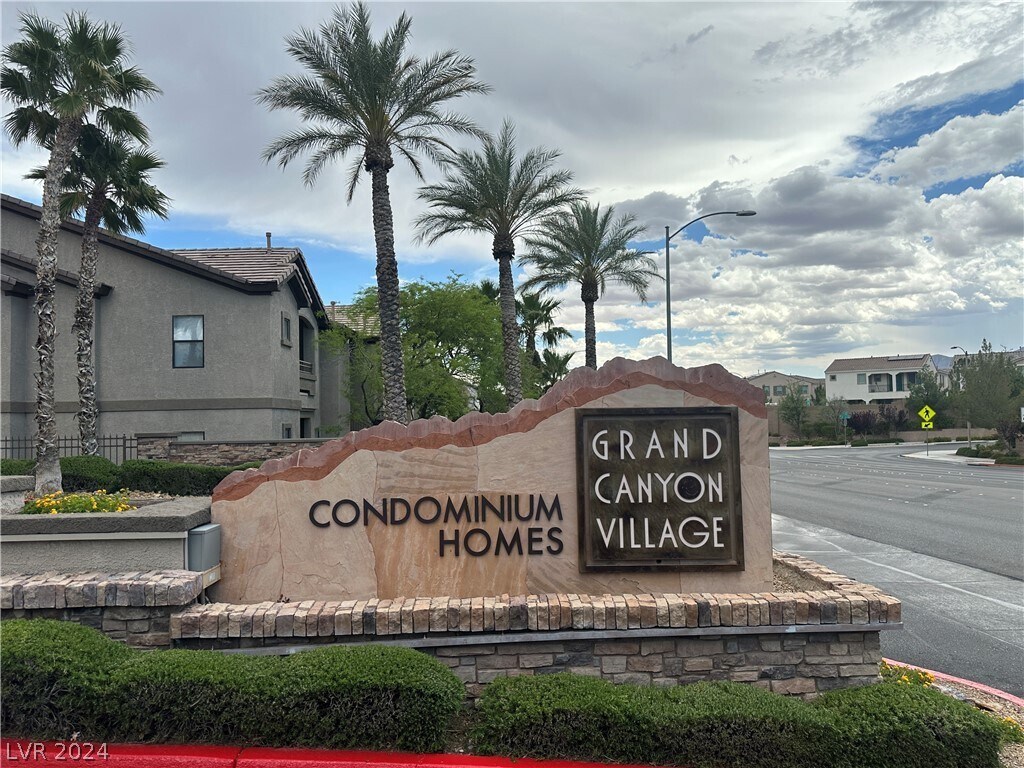 CONDOMINIUM
HOMES
GRAND
CANYON
VILLAGE
LVR 2024